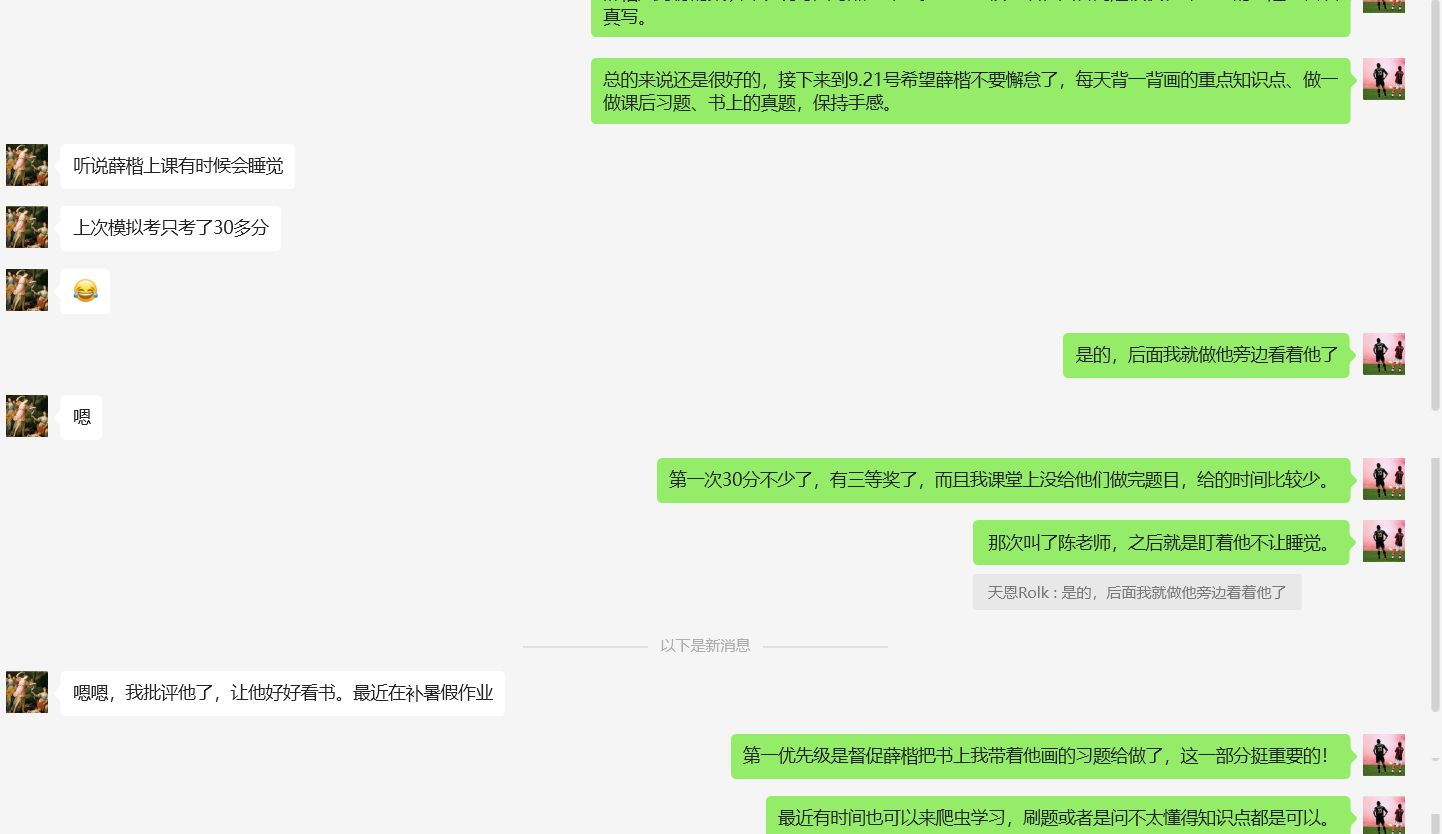 真写。
总的来说还是很好的，接下来到9.21号希望薛楷不要懈怠了，每天背一背画的重点知识点、做一
做课后习题、书上的真题，保持手感。
听说薛楷上课有时候会睡觉
上次模拟考只考了30多分
😂
是的，后面我就做他旁边看着他了
嗯
第一次30分不少了，有三等奖了，而且我课堂上没给他们做完题目，给的时间比较少。
那次叫了陈老师，之后就是盯着他不让睡觉。
天恩Rolk : 是的，后面我就做他旁边看着他了
以下是新消息
嗯嗯，我批评他了，让他好好看书。最近在补暑假作业
第一优先级是督促薛楷把书上我带着他画的习题给做了，这一部分挺重要的！
最近有时间也可以来爬虫学习，刷题或者是问不太懂得知识点都是可以。